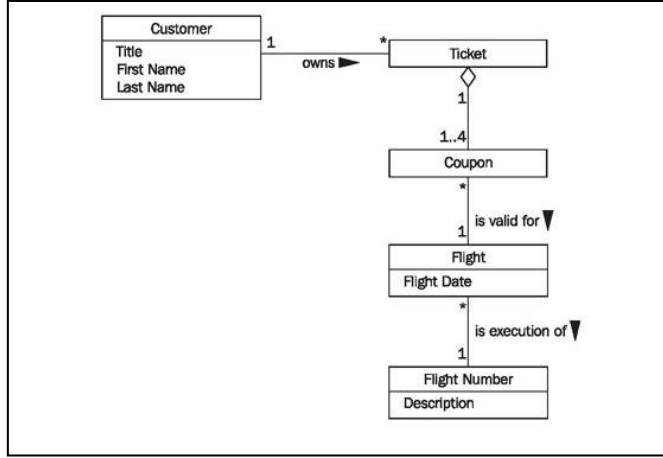 Customer
Title
First Name
Last Name
1
owns ►
*
Ticket
1
1..4
Coupon
*
is valid for ▼
1
Flight
Flight Date
*
is execution of ▼
1
Flight Number
Description